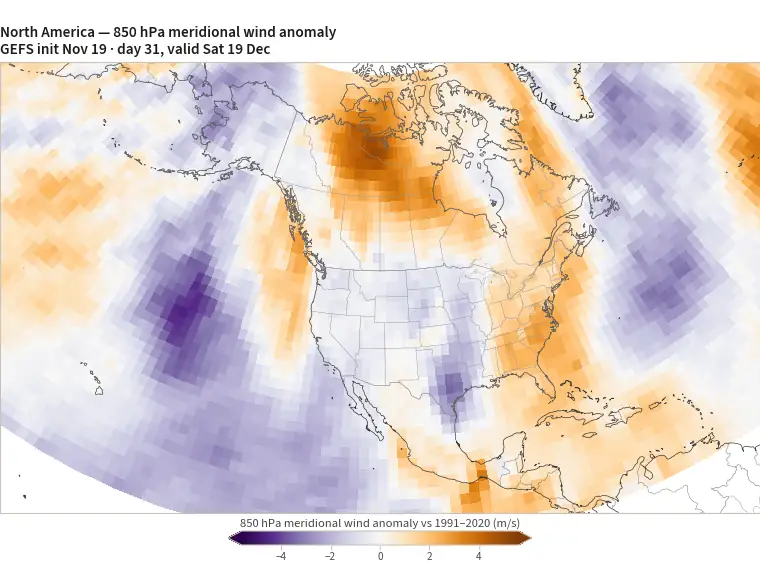 North America — 850 hPa meridional wind anomaly
GEFS init Nov 19 · day 31, valid Sat 19 Dec
850 hPa meridional wind anomaly vs 1991–2020 (m/s)
−4 −2 0 2 4